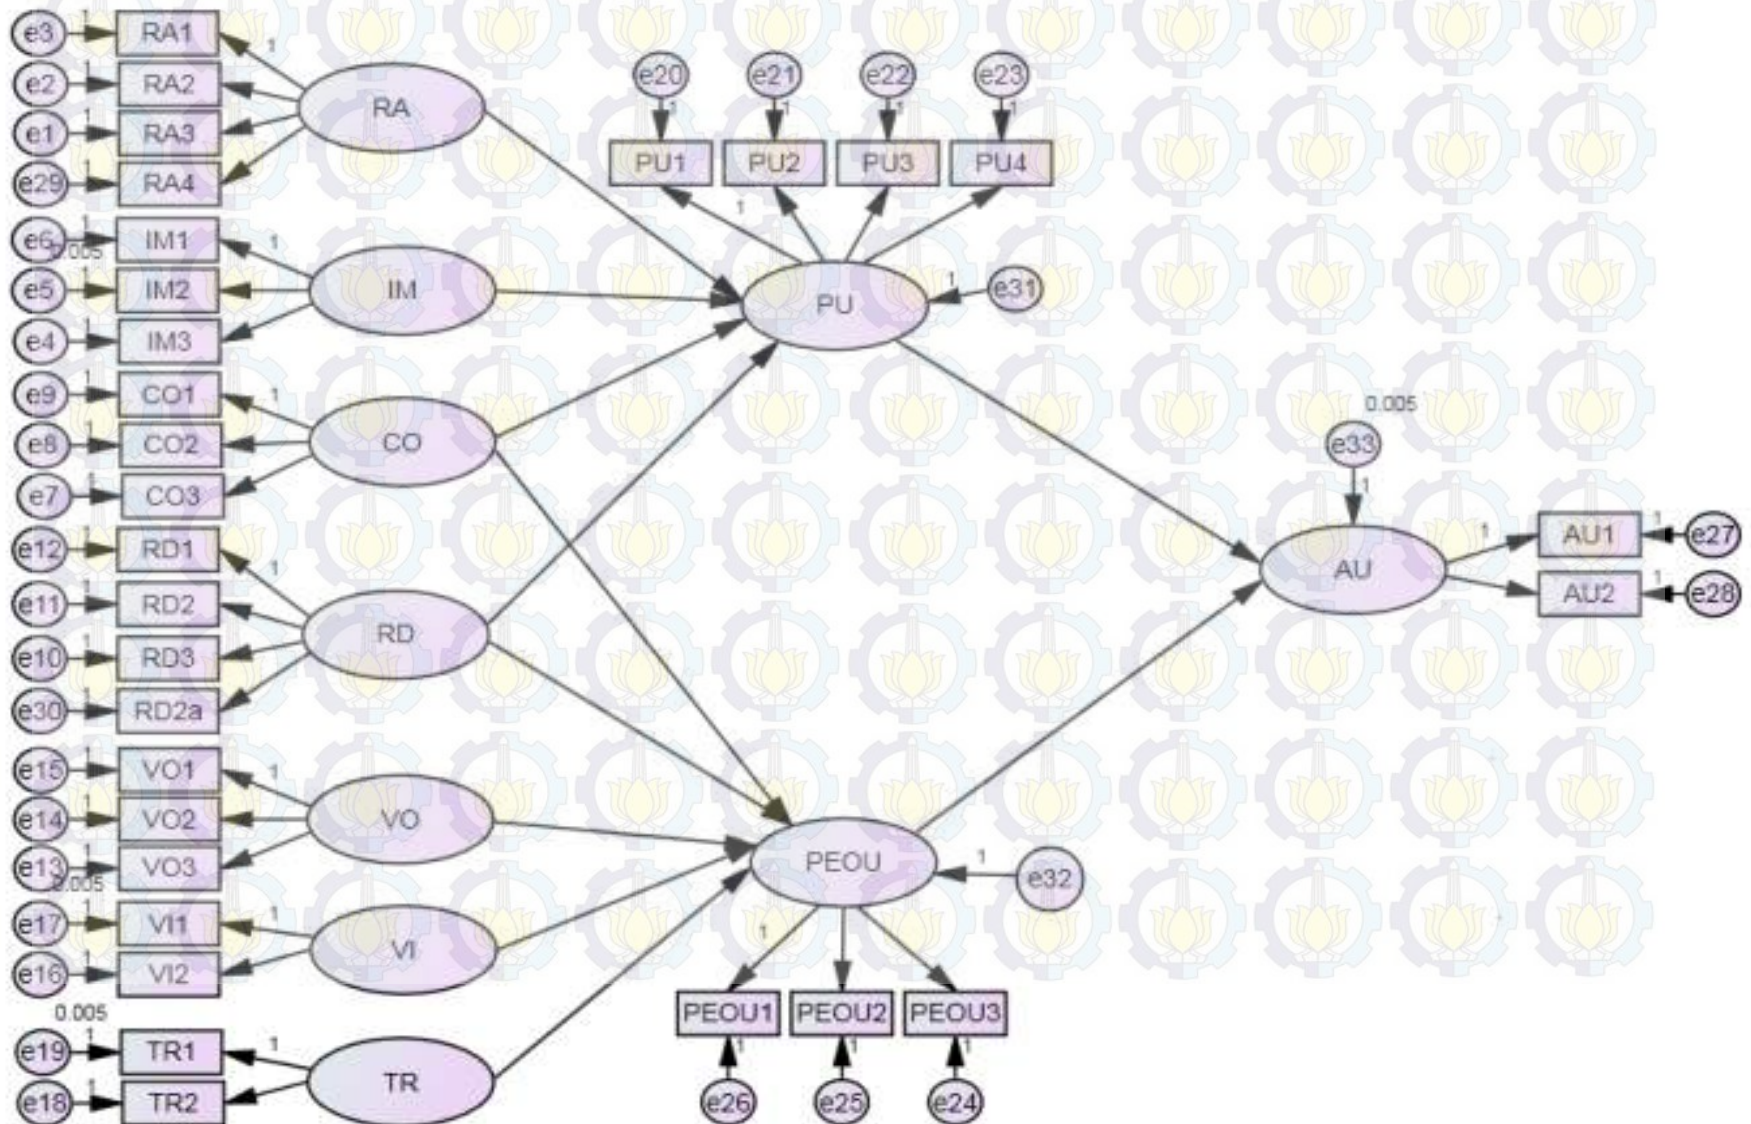 e3 1 RA1 1
e2 1 RA2
e1 1 RA3
e29 1 RA4
RA
e20 e21 e22 e23
1 1 1 1
PU1 PU2 PU3 PU4
1
e6 1 IM1 1
0.005
e5 1 IM2
e4 1 IM3
IM
PU
1 e31
e9 1 CO1 1
e8 1 CO2
e7 1 CO3
CO
0.005
e33
1
e12 1 RD1 1
e11 1 RD2
e10 1 RD3
e30 1 RD2a
RD
AU
1 AU1 1 e27
AU2 1 e28
e15 1 VO1 1
e14 1 VO2
e13 1 VO3
0.005
VO
PEOU
1 e32
e17 1 VI1 1
e16 1 VI2
VI
1
PEOU1 PEOU2 PEOU3
1 1 1
e26 e25 e24
0.005
e19 1 TR1 1
e18 1 TR2
TR